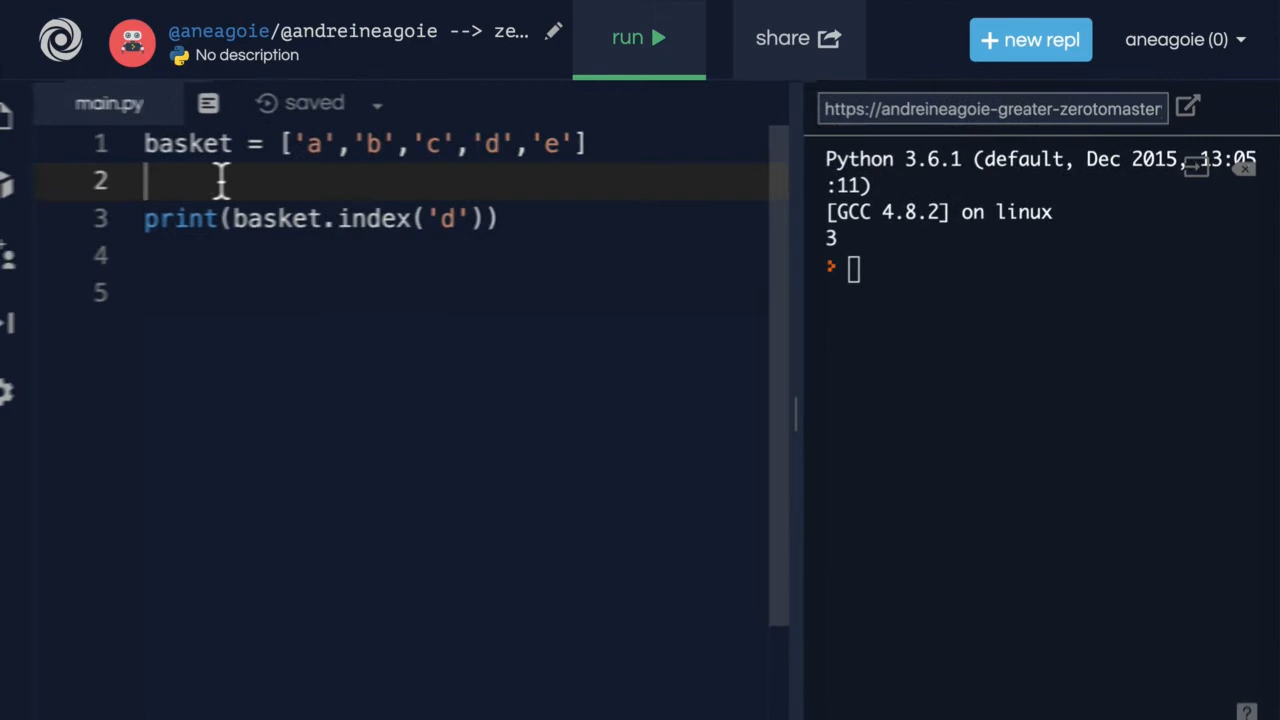 @aneagoie/@andreineagoie --> ze...
No description
run
share
+ new repl
aneagoie (0)
main.py
saved
https://andreineagoie-greater-zerotomaster
1 basket = ['a','b','c','d','e']
2
3 print(basket.index('d'))
4
5
Python 3.6.1 (default, Dec 2015, 13:05
:11)
[GCC 4.8.2] on linux
3
?